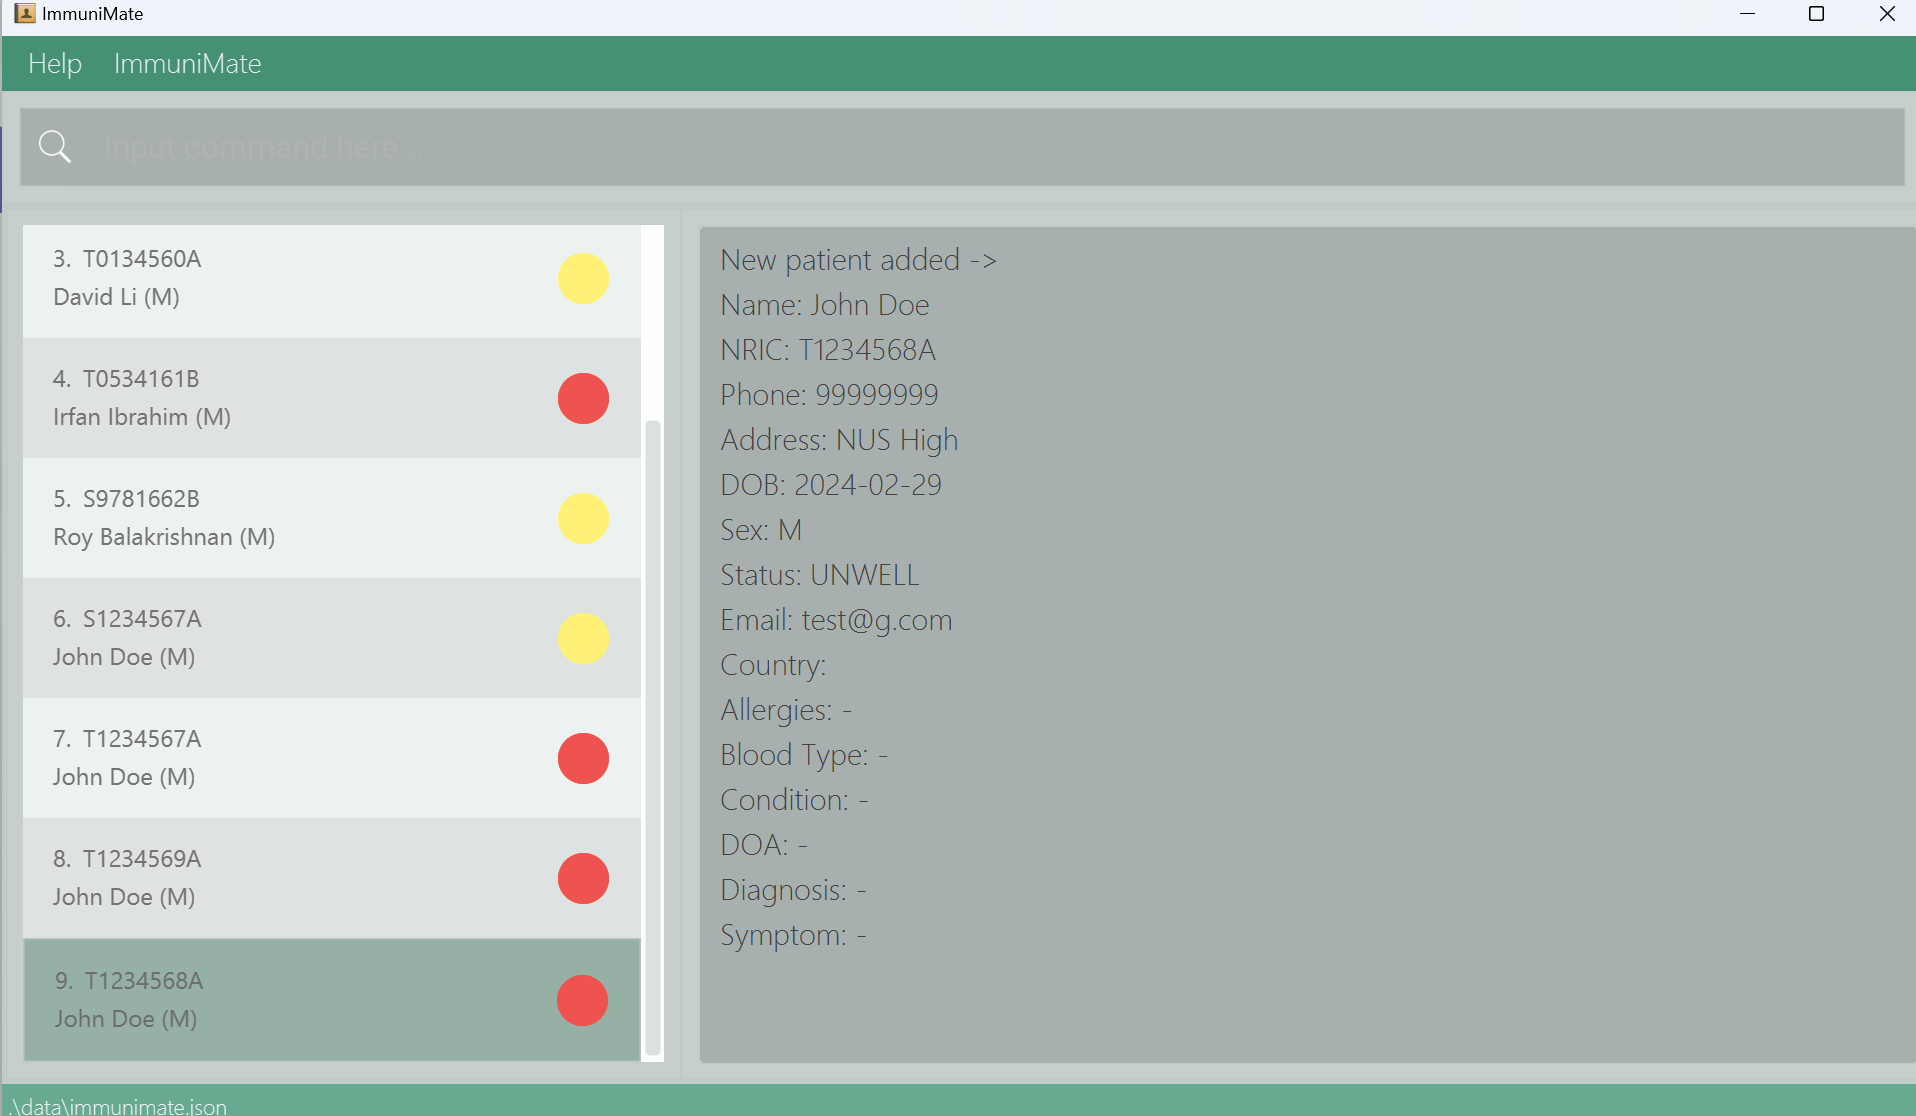 ImmuniMate
Help ImmuniMate
Input command here...
3. T0134560A
David Li (M)
4. T0534161B
Irfan Ibrahim (M)
5. S9781662B
Roy Balakrishnan (M)
6. S1234567A
John Doe (M)
7. T1234567A
John Doe (M)
8. T1234569A
John Doe (M)
9. T1234568A
John Doe (M)
New patient added ->
Name: John Doe
NRIC: T1234568A
Phone: 99999999
Address: NUS High
DOB: 2024-02-29
Sex: M
Status: UNWELL
Email: test@g.com
Country:
Allergies: -
Blood Type: -
Condition: -
DOA: -
Diagnosis: -
Symptom: -
.\data\immunimate.json